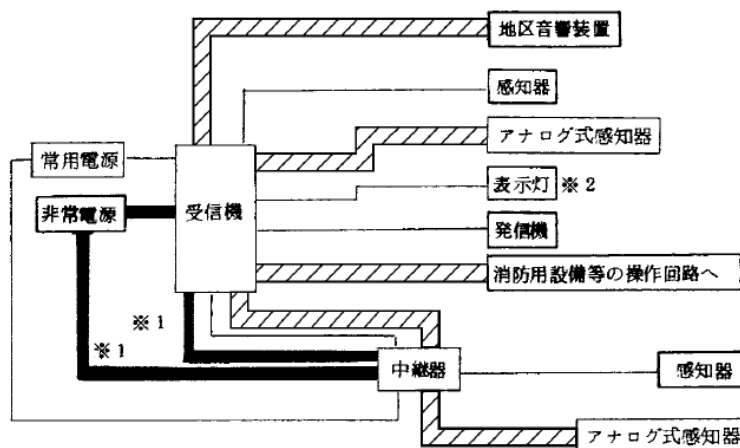 地区音響装置
感知器
アナログ式感知器
常用電源
受信機
表示灯 ※2
非常電源
発信機
消防用設備等の操作回路へ
※1
※1
中継器
感知器
アナログ式感知器